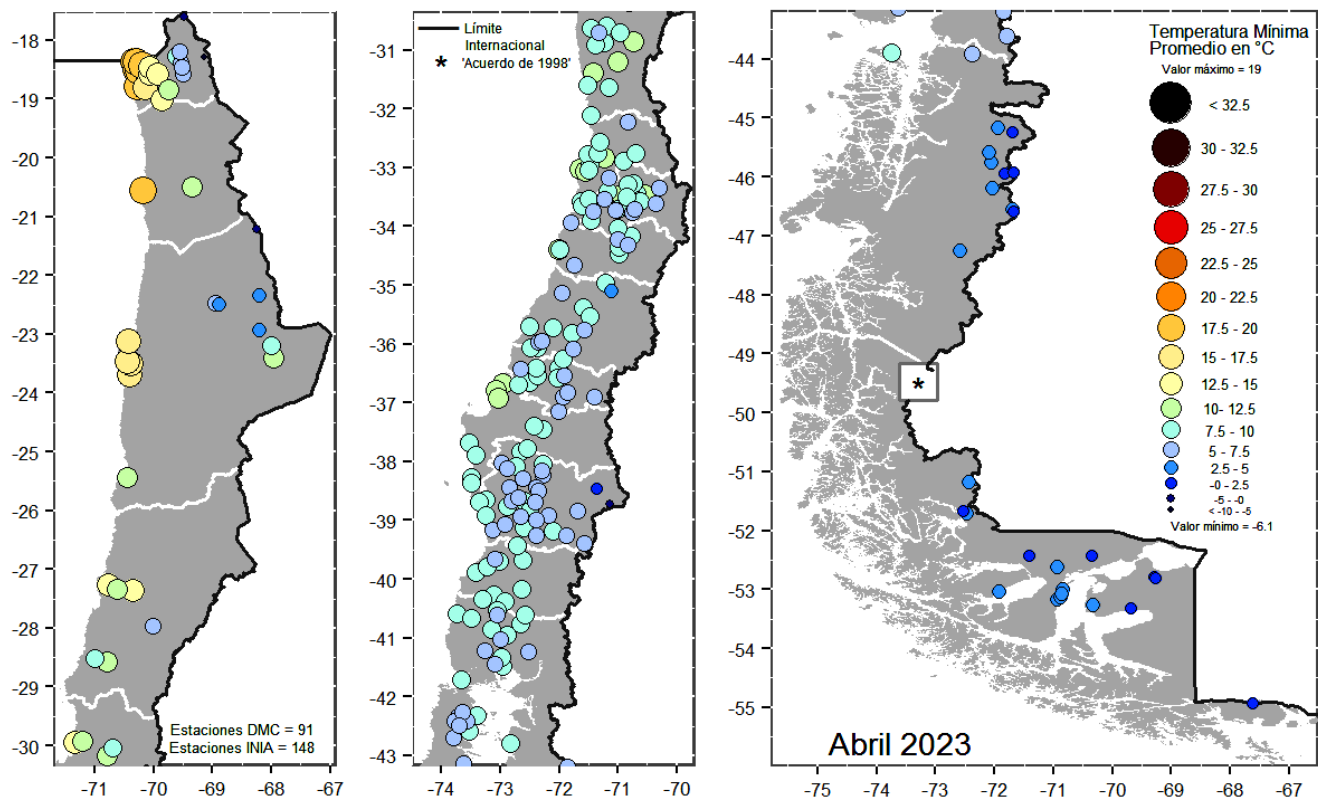 -18
-19
-20
-21
-22
-23
-24
-25
-26
-27
-28
-29
-30
Estaciones DMC = 91
Estaciones INIA = 148
-71
-70
-69
-68
-67
Límite
Internacional
* 'Acuerdo de 1998'
-31
-32
-33
-34
-35
-36
-37
-38
-39
-40
-41
-42
-43
-74
-73
-72
-71
-70
Temperatura Mínima
Promedio en °C
Valor máximo = 19
< 32.5
30 - 32.5
27.5 - 30
25 - 27.5
22.5 - 25
20 - 22.5
17.5 - 20
15 - 17.5
12.5 - 15
10- 12.5
7.5 - 10
5 - 7.5
2.5 - 5
-0 - 2.5
-5 - -0
< -10 - -5
Valor mínimo = -6.1
-44
-45
-46
-47
-48
-49
-50
-51
-52
-53
-54
-55
*
Abril 2023
-75
-74
-73
-72
-71
-70
-69
-68
-67